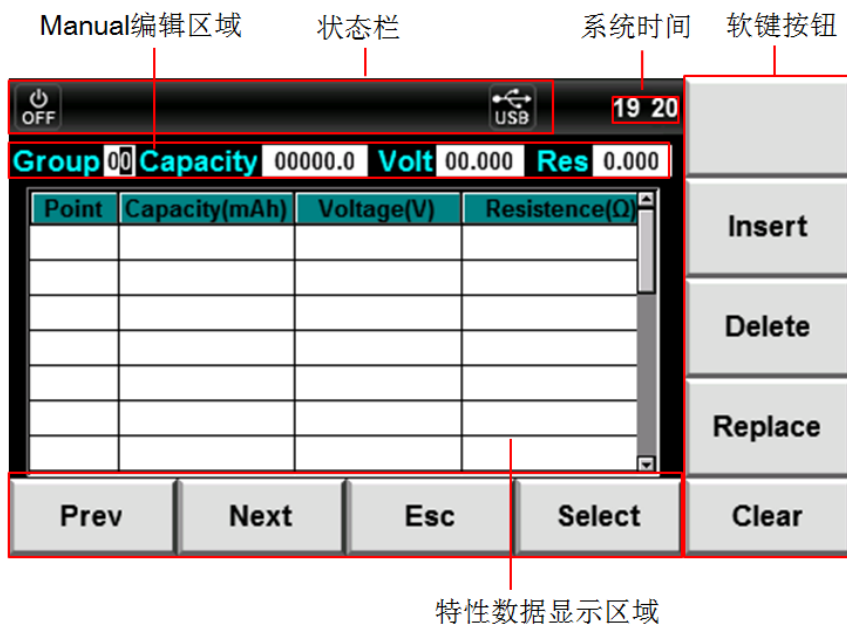 Manual编辑区域 状态栏 系统时间 软键按钮
OFF USB 19 20
Group 00 Capacity 00000.0 Volt 00.000 Res 0.000
Point Capacity(mAh) Voltage(V) Resistence(Ω)
Insert
Delete
Replace
Prev Next Esc Select Clear
特性数据显示区域